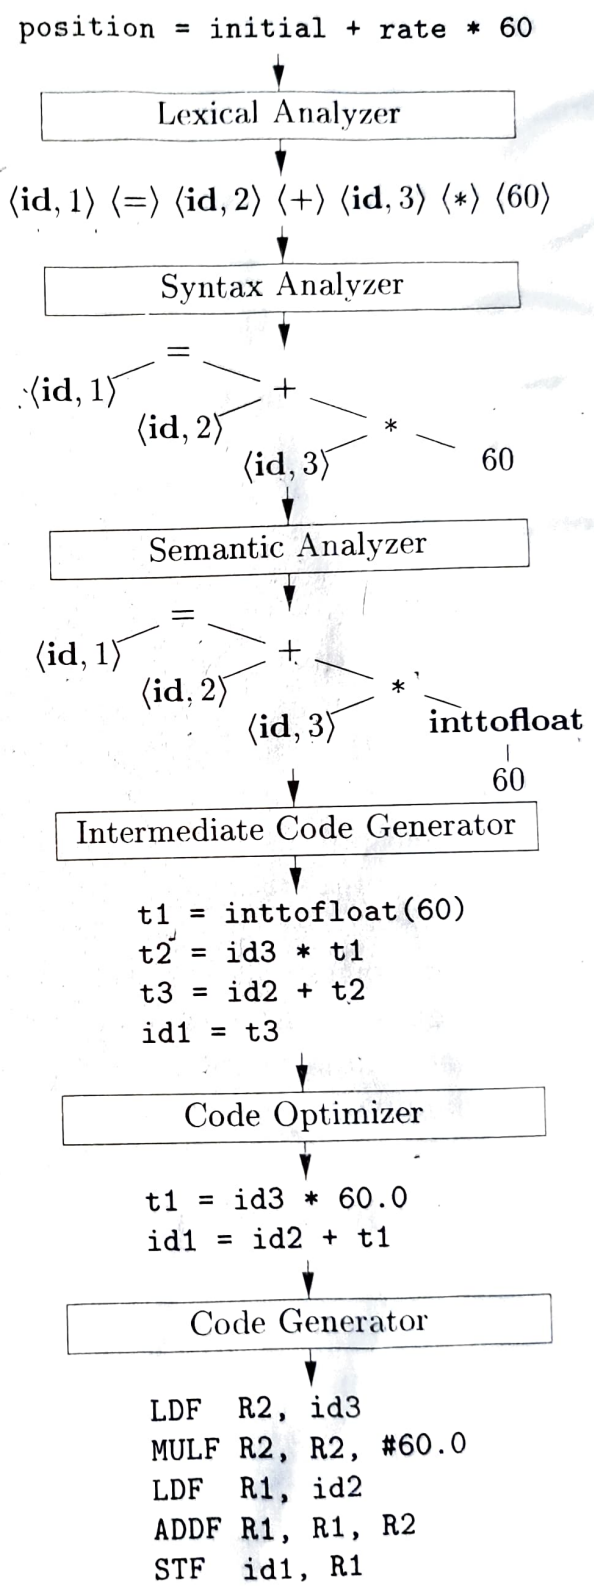 position = initial + rate * 60
Lexical Analyzer
⟨id, 1⟩ ⟨=⟩ ⟨id, 2⟩ ⟨+⟩ ⟨id, 3⟩ ⟨*⟩ ⟨60⟩
Syntax Analyzer
=
⟨id, 1⟩ +
⟨id, 2⟩ *
⟨id, 3⟩ 60
Semantic Analyzer
=
⟨id, 1⟩ +
⟨id, 2⟩ *
⟨id, 3⟩ inttofloat
60
Intermediate Code Generator
t1 = inttofloat(60)
t2 = id3 * t1
t3 = id2 + t2
id1 = t3
Code Optimizer
t1 = id3 * 60.0
id1 = id2 + t1
Code Generator
LDF R2, id3
MULF R2, R2, #60.0
LDF R1, id2
ADDF R1, R1, R2
STF id1, R1